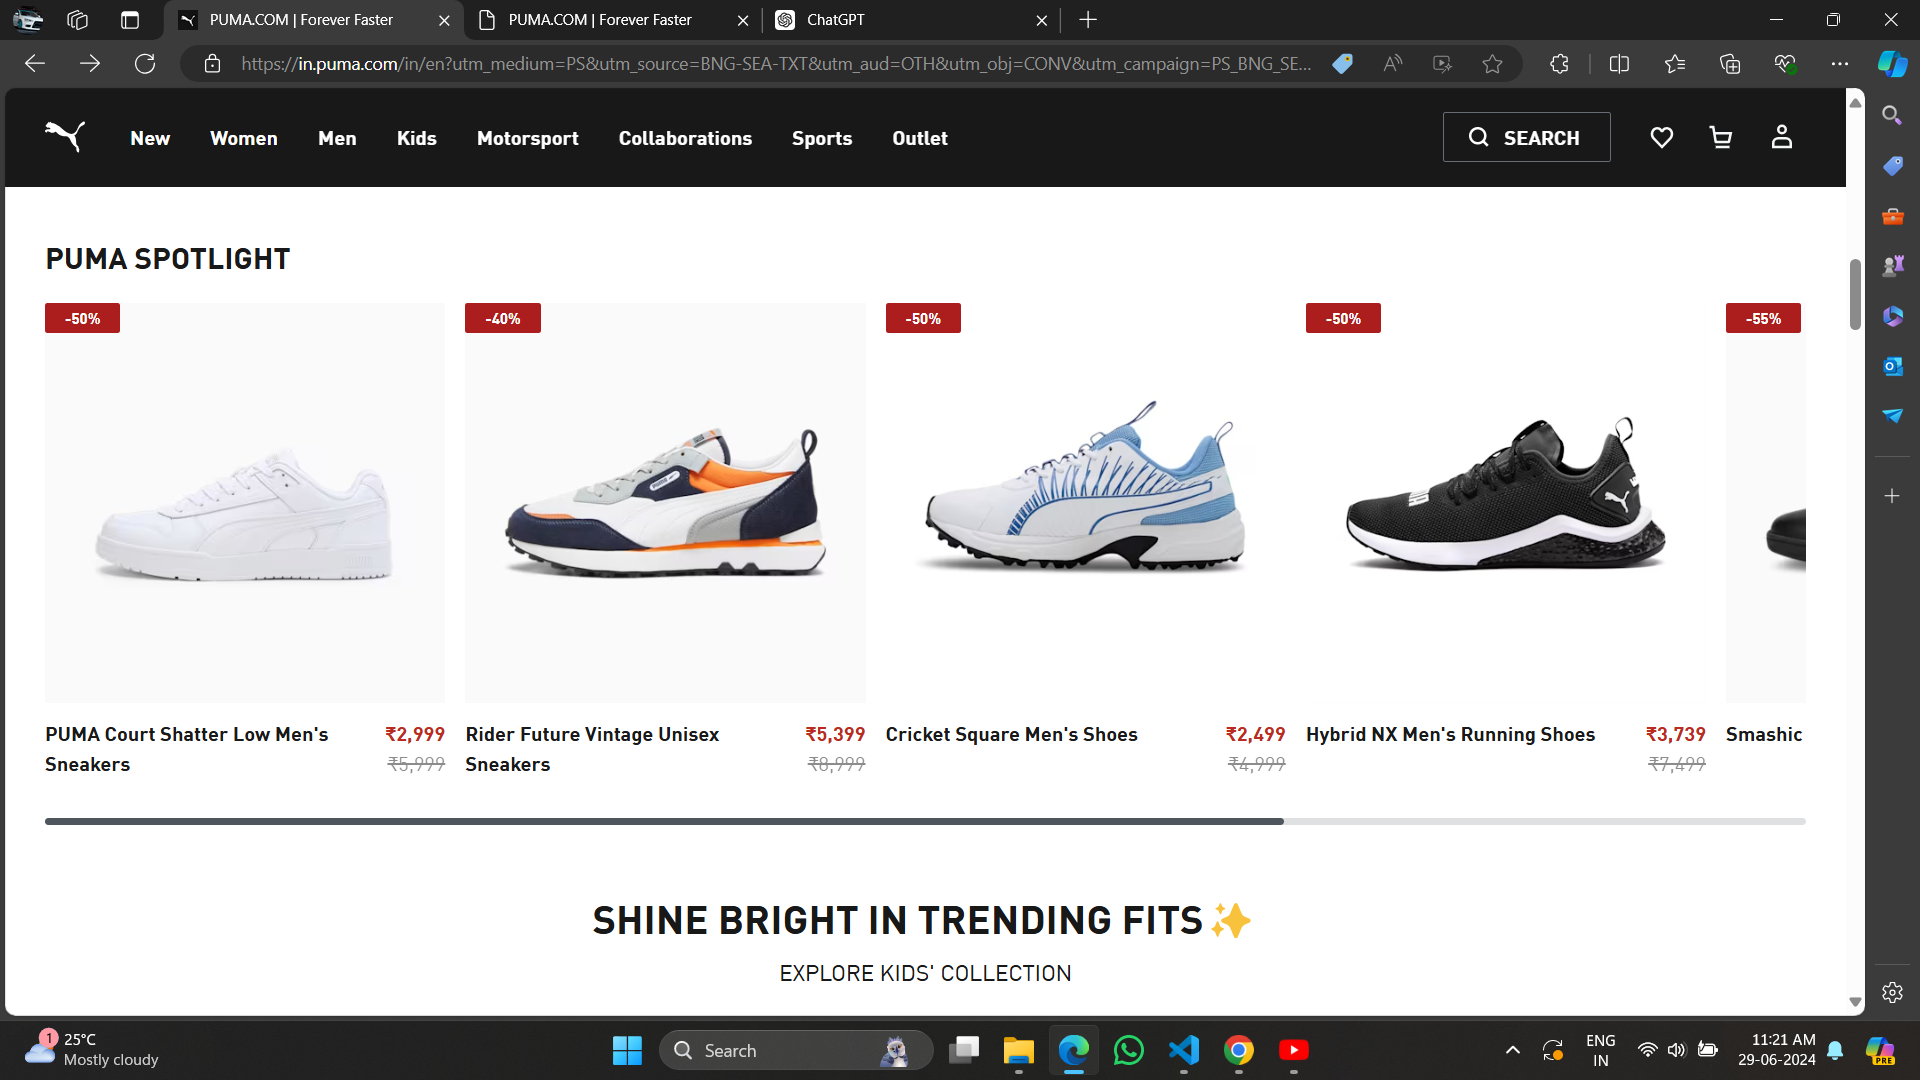 PUMA.COM | Forever Faster
PUMA.COM | Forever Faster
ChatGPT
https://in.puma.com/in/en?utm_medium=PS&utm_source=BNG-SEA-TXT&utm_aud=OTH&utm_obj=CONV&utm_campaign=PS_BNG_SE...
New
Women
Men
Kids
Motorsport
Collaborations
Sports
Outlet
SEARCH
PUMA SPOTLIGHT
-50%
-40%
-50%
-50%
-55%
PUMA Court Shatter Low Men's
Sneakers
₹2,999
₹5,999
Rider Future Vintage Unisex
Sneakers
₹5,399
₹8,999
Cricket Square Men's Shoes
₹2,499
₹4,999
Hybrid NX Men's Running Shoes
₹3,739
₹7,499
Smashic
SHINE BRIGHT IN TRENDING FITS✨
EXPLORE KIDS' COLLECTION
1
25°C
Mostly cloudy
Search
ENG
IN
11:21 AM
29-06-2024
PRE